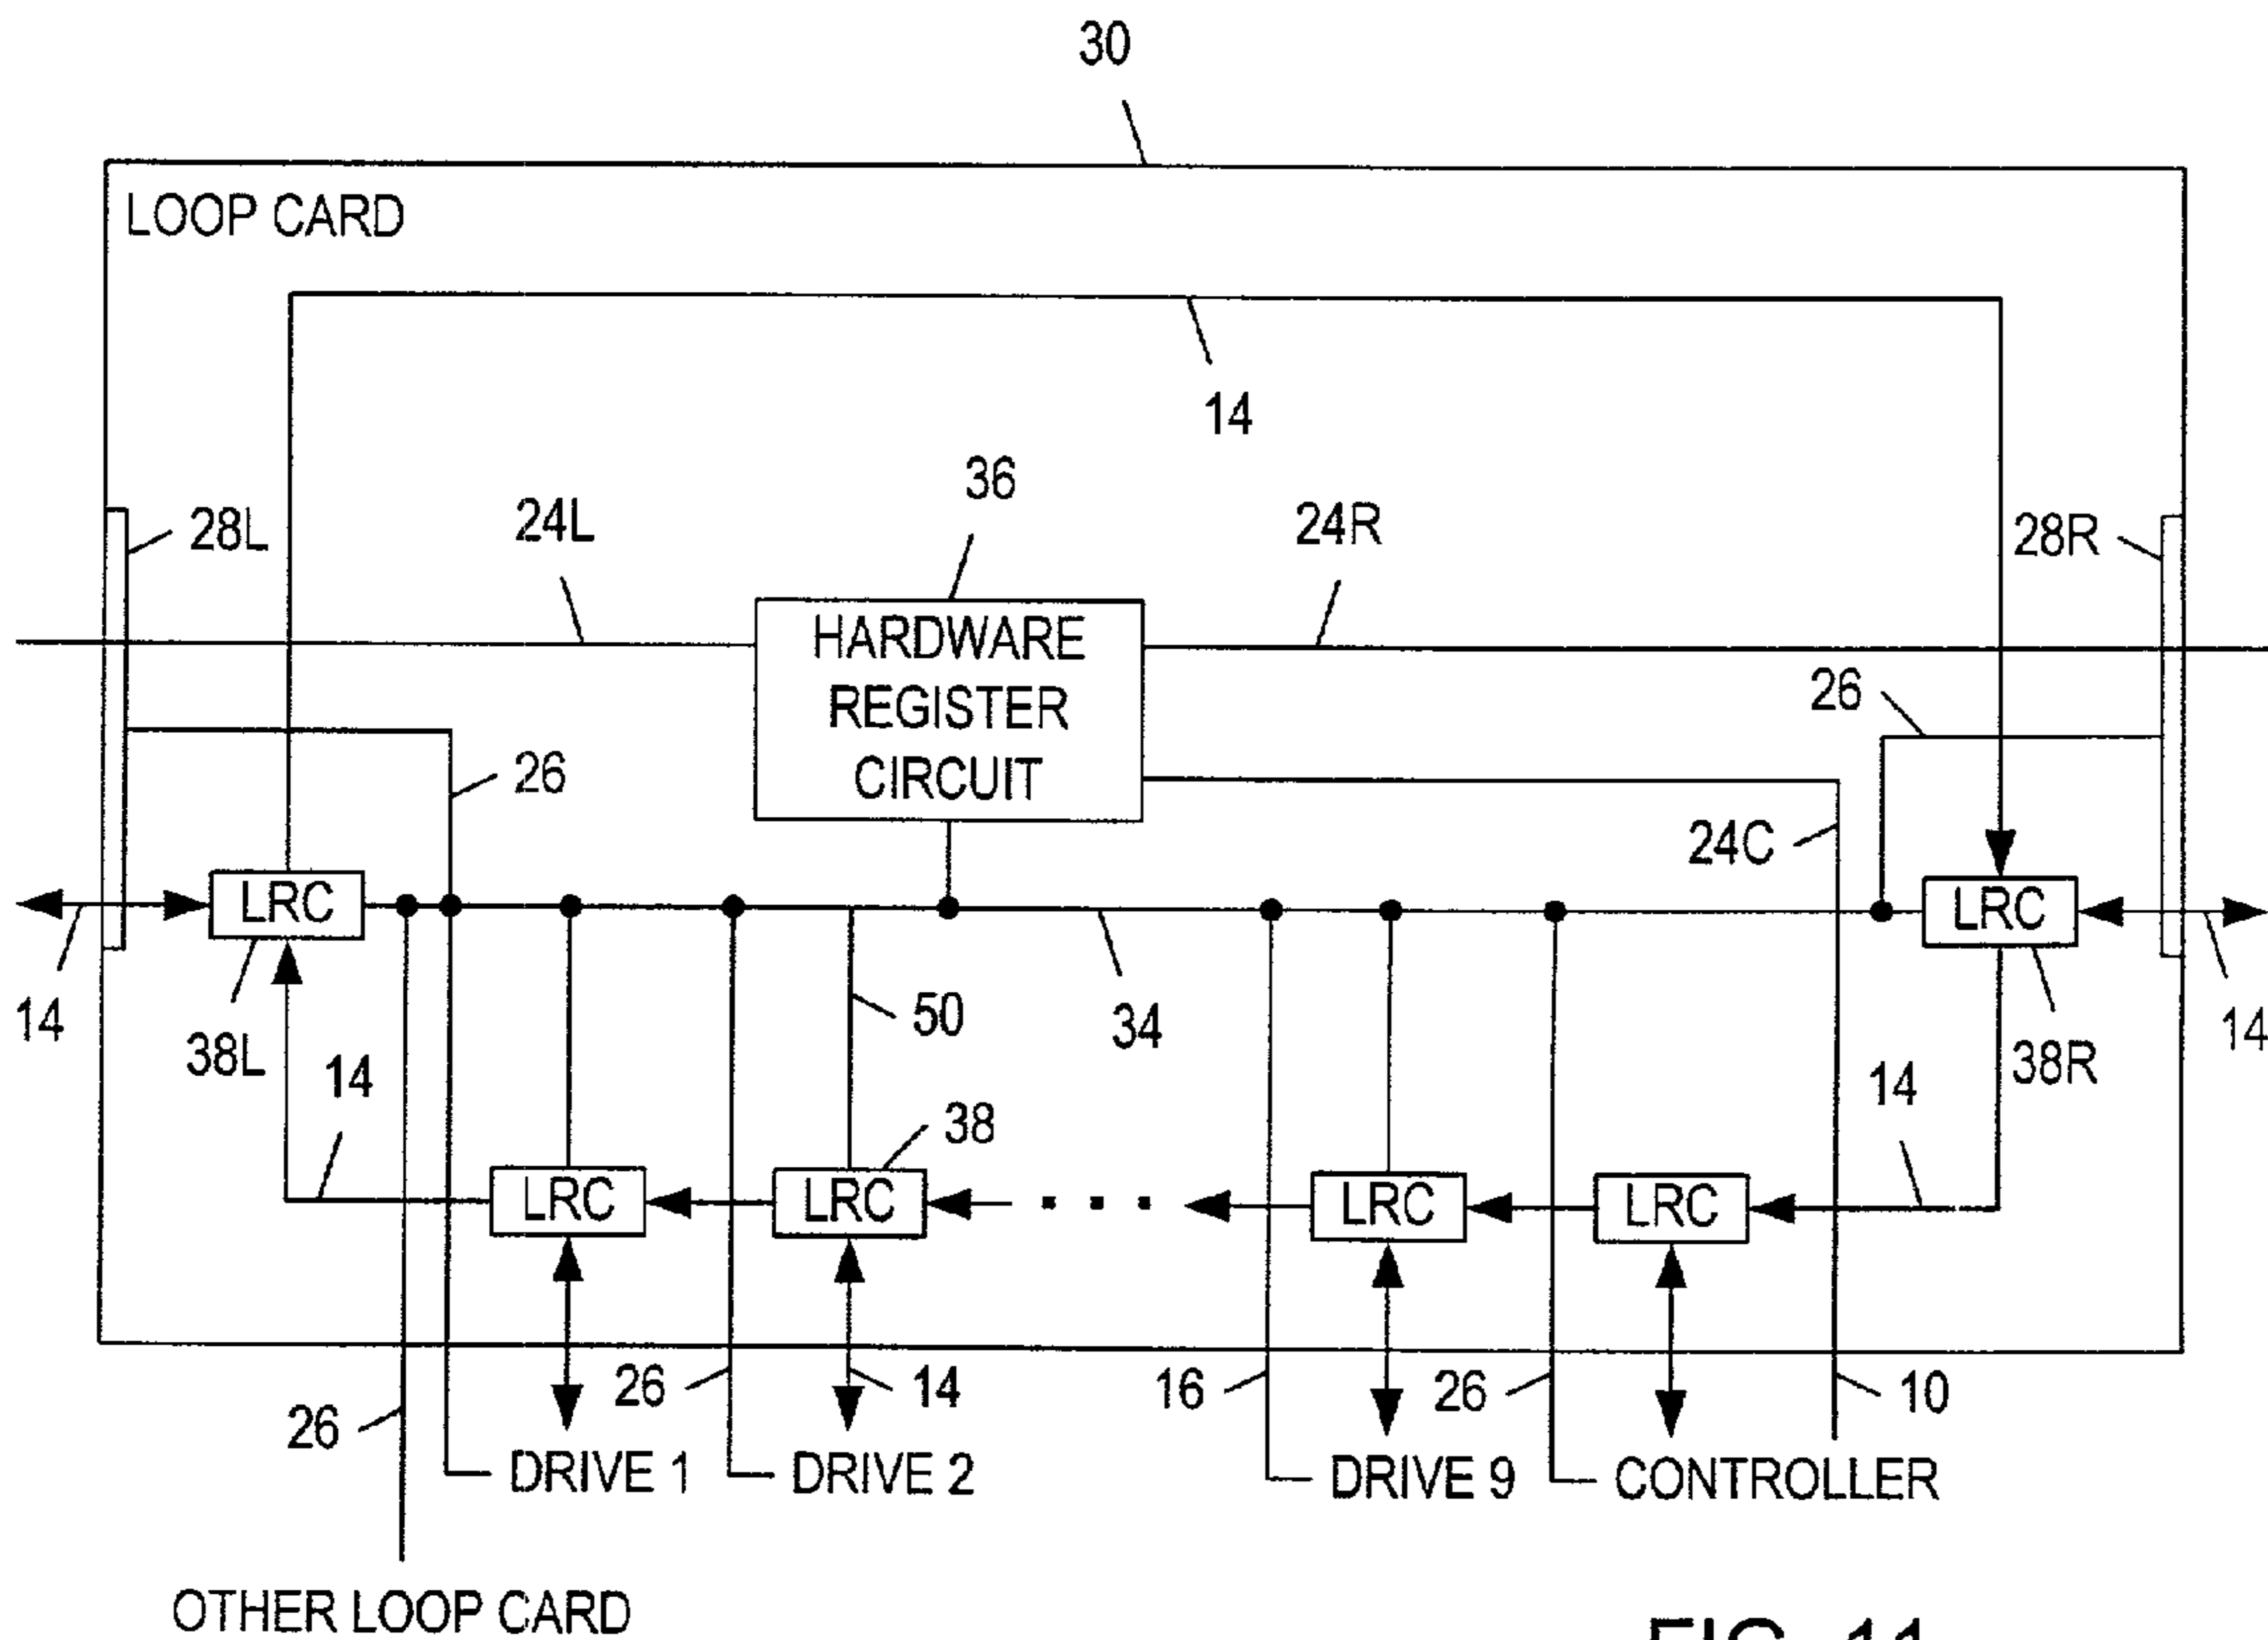 30
LOOP CARD
14
36
28L
24L
24R
28R
HARDWARE
REGISTER
CIRCUIT
26
26
24C
LRC
LRC
14
38L
14
50
34
38R
14
14
38
LRC
LRC
LRC
LRC
26
26
14
16
26
10
DRIVE 1
DRIVE 2
DRIVE 9
CONTROLLER
OTHER LOOP CARD
FIG. 11